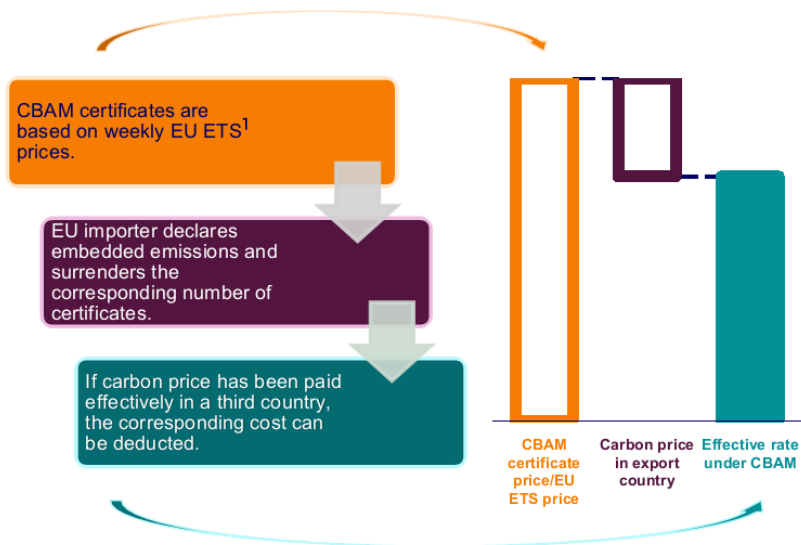 CBAM certificates are
based on weekly EU ETS¹
prices.
EU importer declares
embedded emissions and
surrenders the
corresponding number of
certificates.
If carbon price has been paid
effectively in a third country,
the corresponding cost can
be deducted.
CBAM
certificate
price/EU
ETS price
Carbon price
in export
country
Effective rate
under CBAM